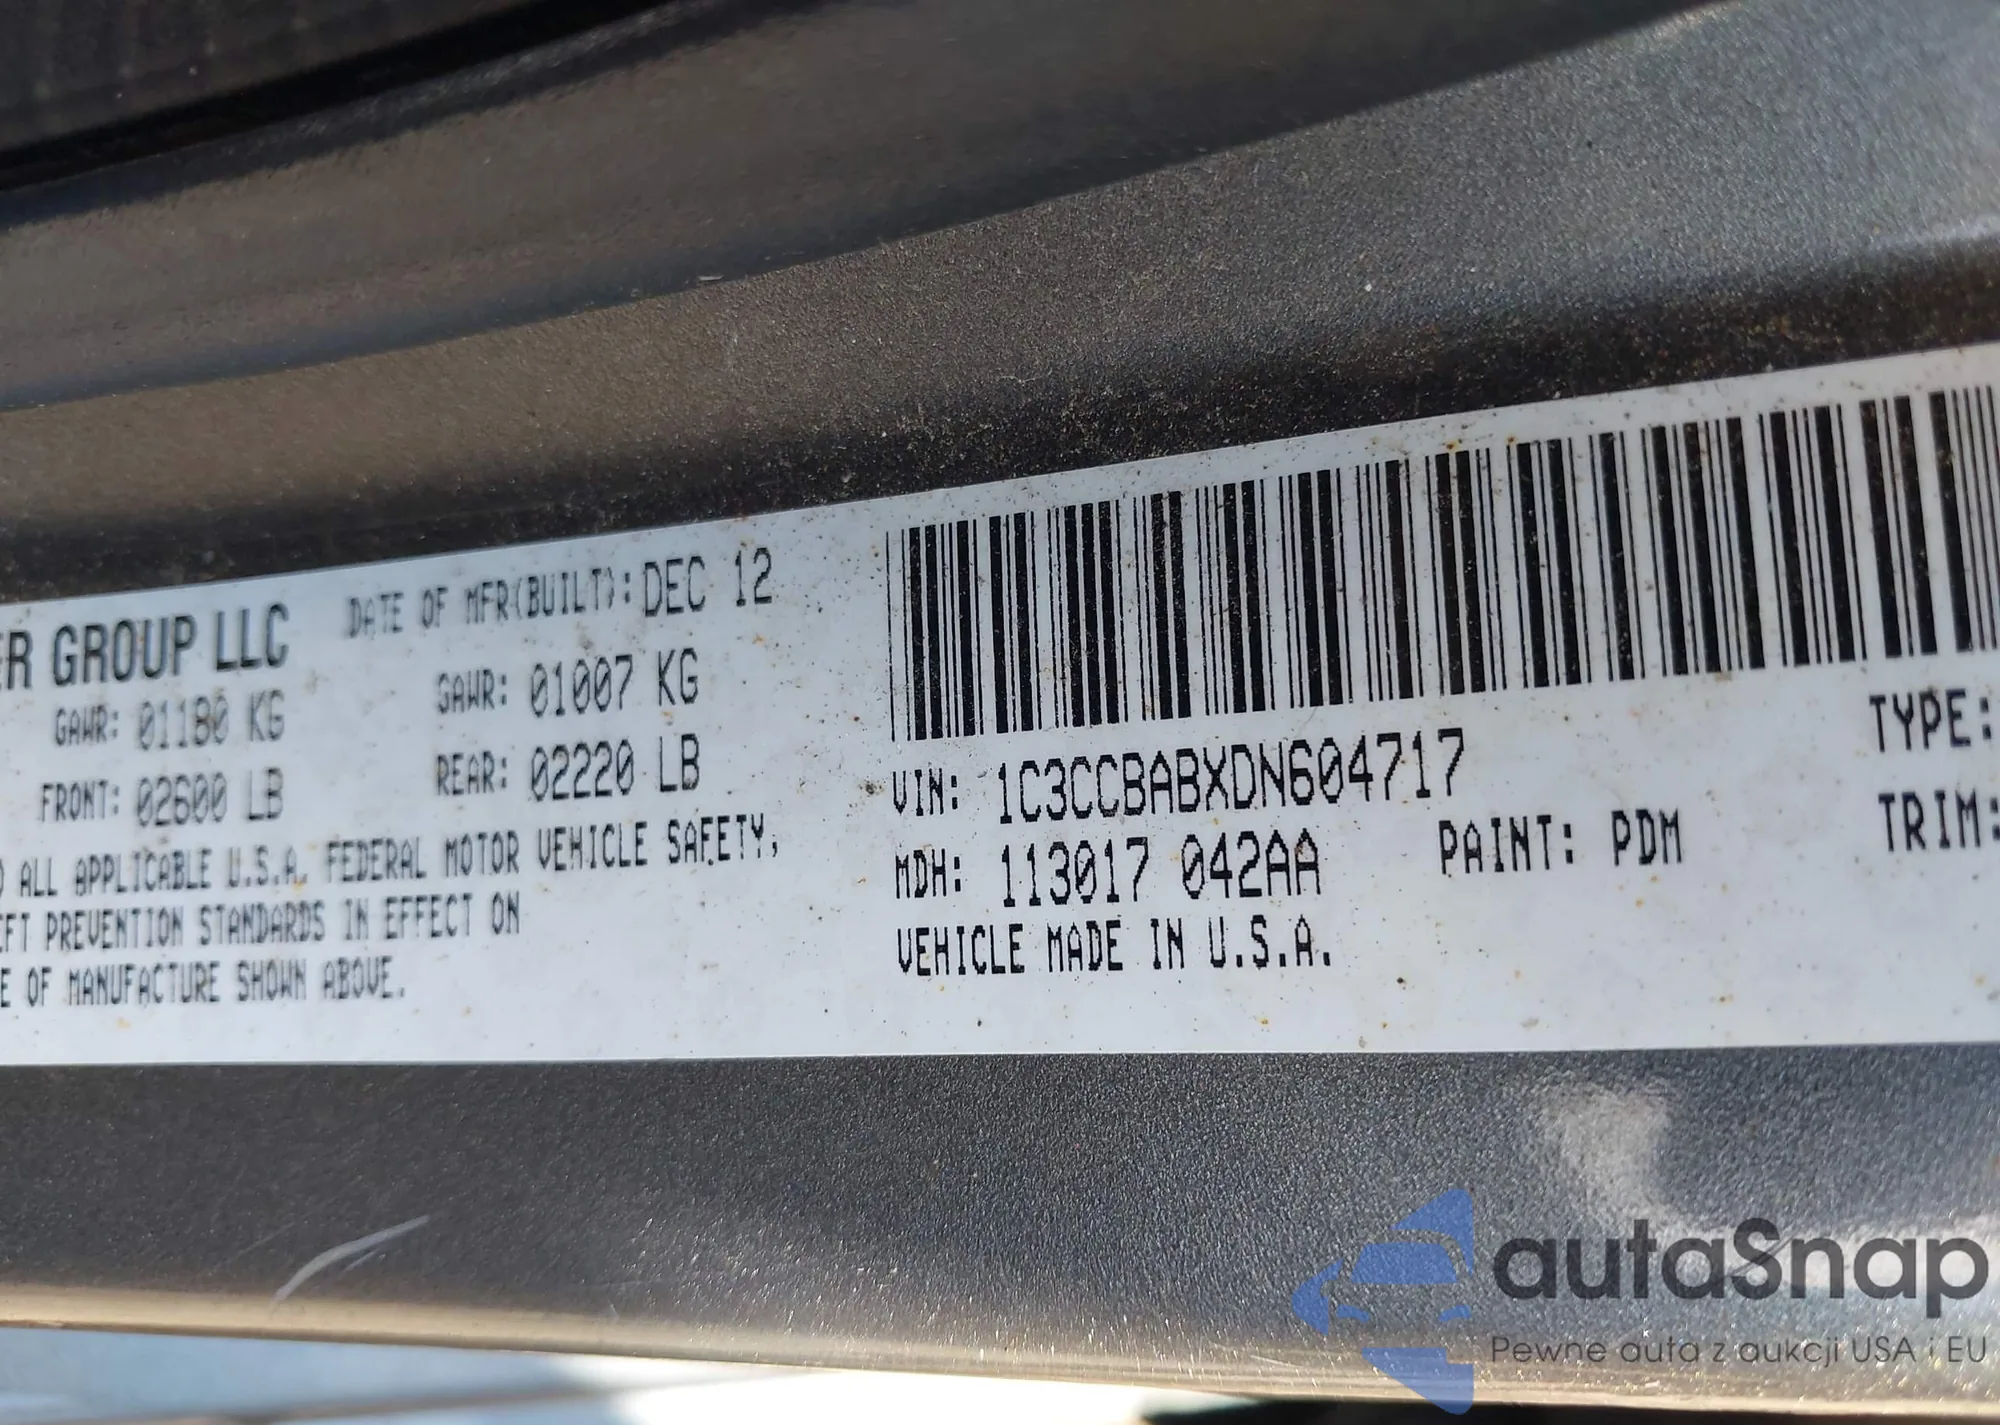 ER GROUP LLC DATE OF MFR(BUILT): DEC 12
GAWR: 01180 KG GAWR: 01007 KG
FRONT: 02600 LB REAR: 02220 LB
ALL APPLICABLE U.S.A. FEDERAL MOTOR VEHICLE SAFETY,
EFT PREVENTION STANDARDS IN EFFECT ON
E OF MANUFACTURE SHOWN ABOVE.
VIN: 1C3CCBABXDN604717 TYPE:
MDH: 113017 042AA PAINT: PDM TRIM:
VEHICLE MADE IN U.S.A.
autaSnap
Pewne auta z aukcji USA i EU